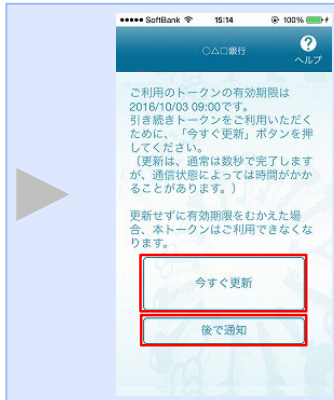 ●●●●● SoftBank 15:14 100%
○△□銀行
?
ヘルプ
ご利用のトークンの有効期限は
2016/10/03 09:00です。
引き続きトークンをご利用いただく
ために、「今すぐ更新」ボタンを押
してください。
（更新は、通常は数秒で完了します
が、通信状態によっては時間がかか
ることがあります。）
更新せずに有効期限をむかえた場
合、本トークンはご利用できなくな
ります。
今すぐ更新
後で通知